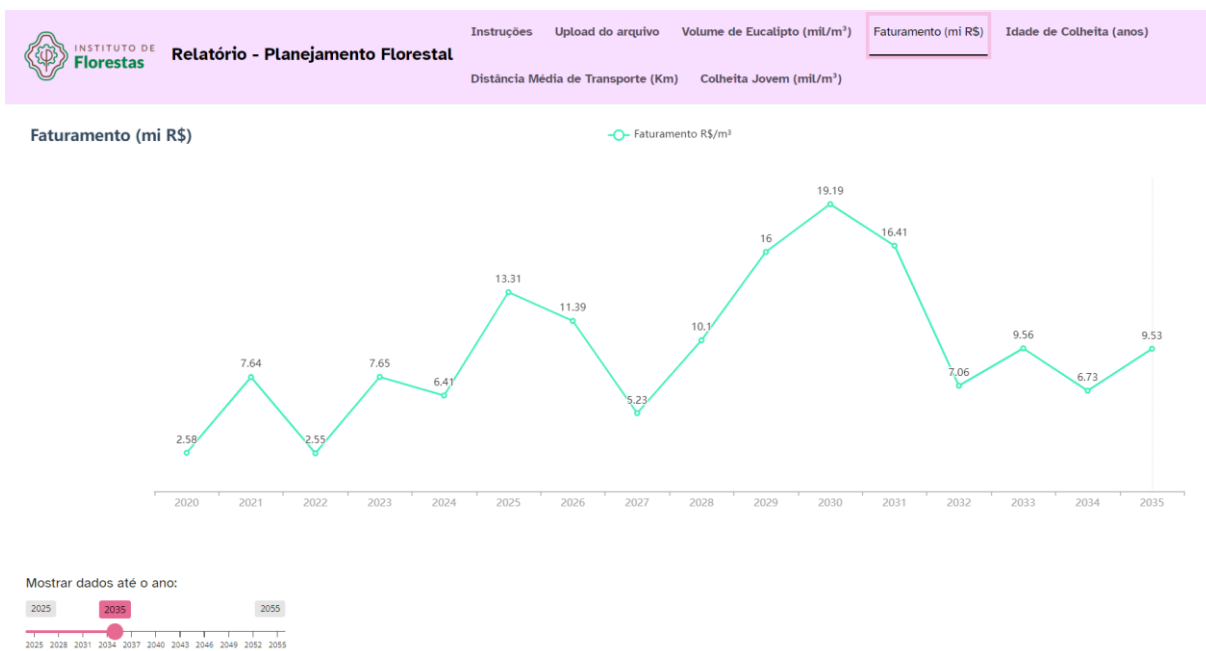 INSTITUTO DE
Florestas
Relatório - Planejamento Florestal
Instruções Upload do arquivo Volume de Eucalipto (mil/m³) Faturamento (mi R$) Idade de Colheita (anos)
Distância Média de Transporte (Km) Colheita Jovem (mil/m³)
Faturamento (mi R$)
Faturamento R$/m³
19.19
16
16.41
13.31
11.39
10.1
9.56
9.53
7.64
7.65
7.06
6.73
6.41
5.23
2.58
2.55
2020 2021 2022 2023 2024 2025 2026 2027 2028 2029 2030 2031 2032 2033 2034 2035
Mostrar dados até o ano:
2025 2035 2055
2025 2028 2031 2034 2037 2040 2043 2046 2049 2052 2055